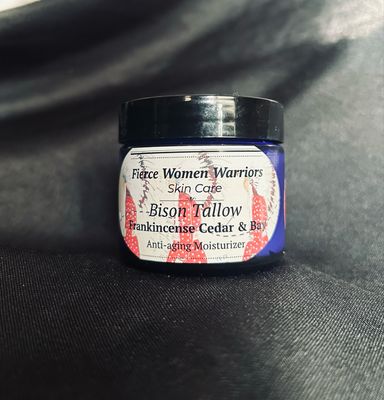 Fierce Women Warriors
Skin Care
Bison Tallow
Frankincense Cedar & Bay
Anti-aging Moisturizer